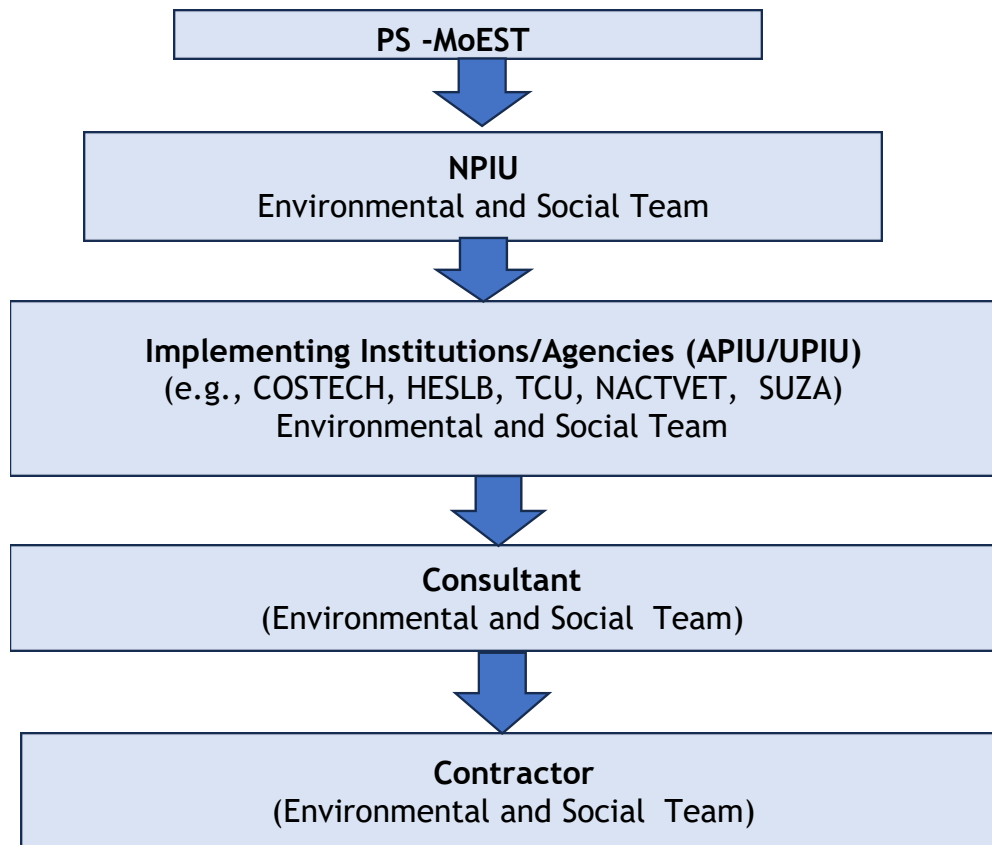 PS -MoEST
NPIU
Environmental and Social Team
Implementing Institutions/Agencies (APIU/UPIU)
(e.g., COSTECH, HESLB, TCU, NACTVET, SUZA)
Environmental and Social Team
Consultant
(Environmental and Social Team)
Contractor
(Environmental and Social Team)